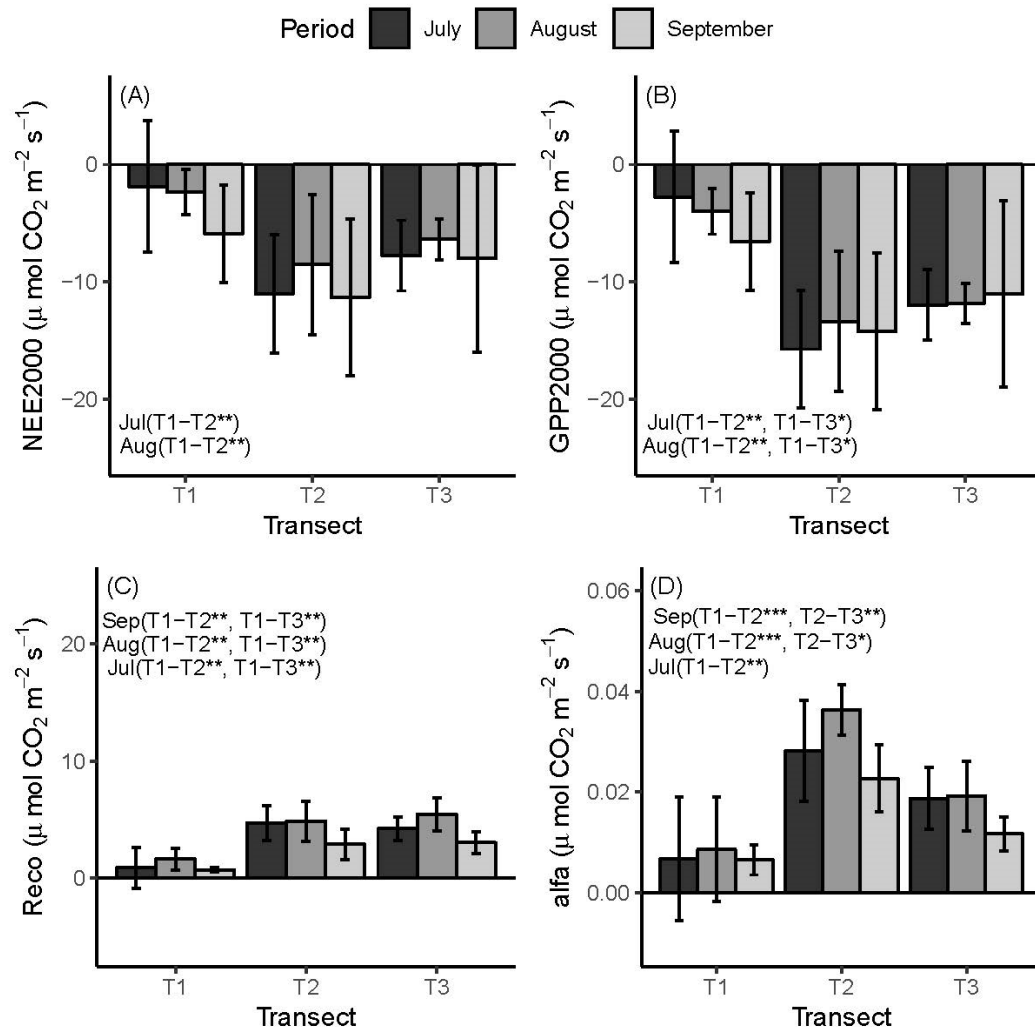 Period July August September
(A)
NEE2000 (μ mol CO₂ m⁻² s⁻¹)
0
−10
−20
Jul(T1−T2**)
Aug(T1−T2**)
T1 T2 T3
Transect
(B)
GPP2000 (μ mol CO₂ m⁻² s⁻¹)
0
−10
−20
Jul(T1−T2**, T1−T3*)
Aug(T1−T2**, T1−T3*)
T1 T2 T3
Transect
(C)
Reco (μ mol CO₂ m⁻² s⁻¹)
Sep(T1−T2**, T1−T3**)
Aug(T1−T2**, T1−T3**)
Jul(T1−T2**, T1−T3**)
20
10
0
T1 T2 T3
Transect
(D)
alfa (μ mol CO₂ m⁻² s⁻¹)
0.06
Sep(T1−T2***, T2−T3**)
Aug(T1−T2***, T2−T3*)
Jul(T1−T2**)
0.04
0.02
0.00
T1 T2 T3
Transect